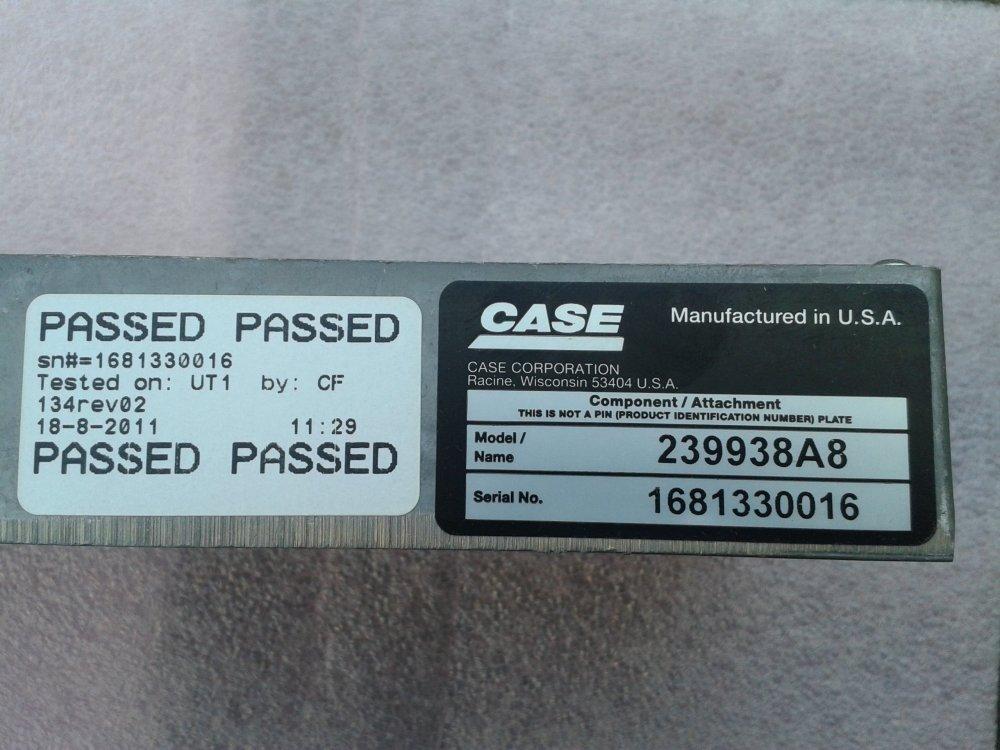 PASSED PASSED
sn#=1681330016
Tested on: UT1 by: CF
134rev02
18-8-2011 11:29
PASSED PASSED
CASE
Manufactured in U.S.A.
CASE CORPORATION
Racine, Wisconsin 53404 U.S.A.
Component / Attachment
THIS IS NOT A PIN (PRODUCT IDENTIFICATION NUMBER) PLATE
Model / Name 239938A8
Serial No. 1681330016